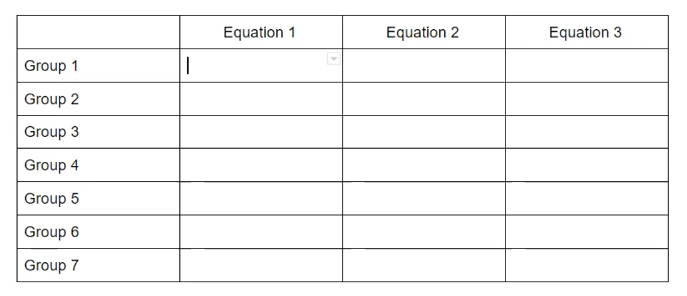 Equation 1 Equation 2 Equation 3
Group 1
Group 2
Group 3
Group 4
Group 5
Group 6
Group 7